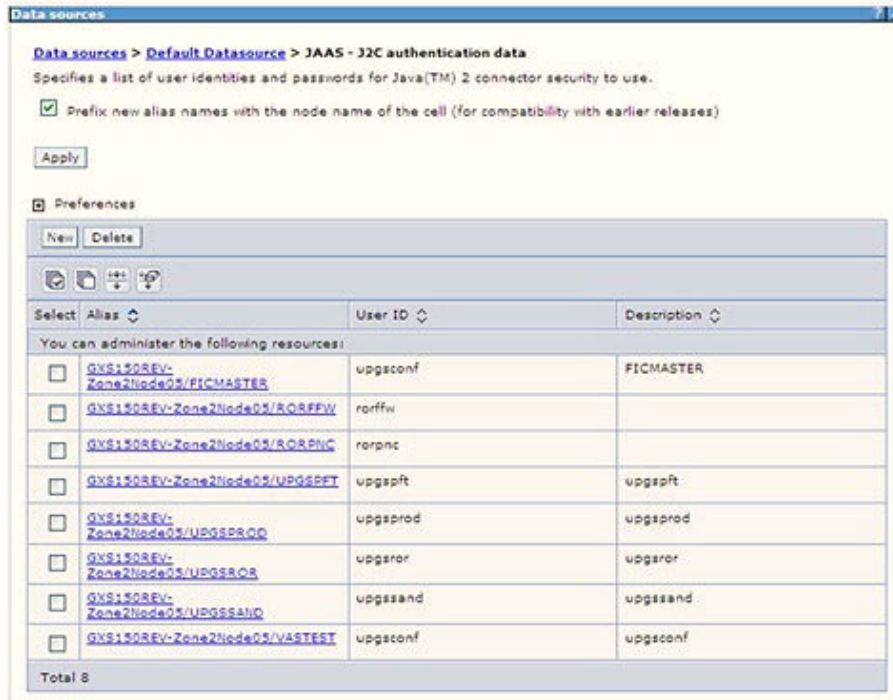 Data sources
Data sources > Default Datasource > JAAS - J2C authentication data
Specifies a list of user identities and passwords for Java(TM) 2 connector security to use.
Prefix new alias names with the node name of the cell (for compatibility with earlier releases)
Apply
Preferences
New Delete
Select Alias User ID Description
You can administer the following resources:
GXS150REV-
Zone2Node05/FICMASTER upgsconf FICMASTER
GXS150REV-Zone2Node05/RORFFW rorffw
GXS150REV-Zone2Node05/RORPNC rorpnc
GXS150REV-Zone2Node05/UPGSPFT upgspft upgspft
GXS150REV-
Zone2Node05/UPGSPROD upgsprod upgsprod
GXS150REV-
Zone2Node05/UPGSROR upgsror upgsror
GXS150REV-
Zone2Node05/UPGSSAND upgssand upgssand
GXS150REV-Zone2Node05/VASTEST upgsconf upgsconf
Total 8